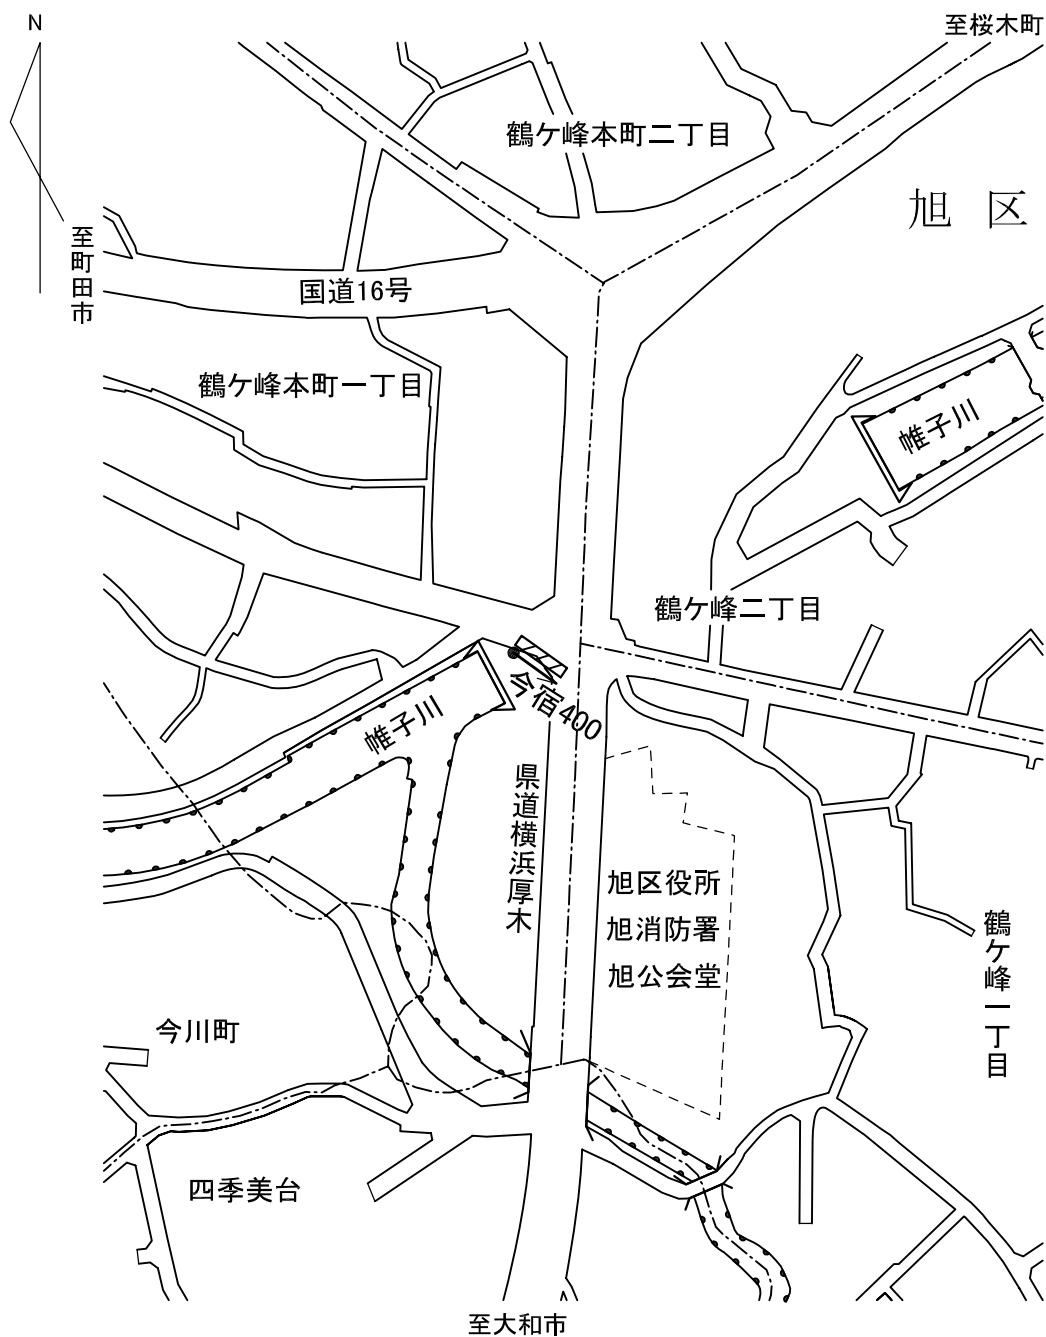 N
至桜木町
鶴ケ峰本町二丁目
旭区
至町田市
国道16号
鶴ケ峰本町一丁目
帷子川
鶴ケ峰二丁目
今宿400
帷子川
県道横浜厚木
旭区役所
旭消防署
旭公会堂
鶴ケ峰一丁目
今川町
四季美台
至大和市